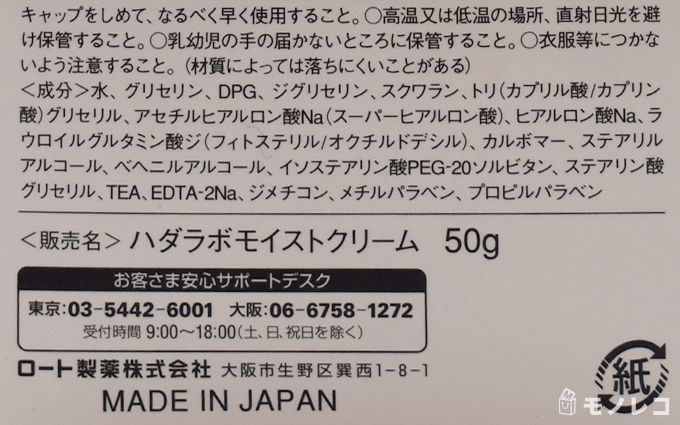 キャップをしめて、なるべく早く使用すること。○高温又は低温の場所、直射日光を避
け保管すること。○乳幼児の手の届かないところに保管すること。○衣服等につかな
いよう注意すること。(材質によっては落ちにくいことがある)
<成分>水、グリセリン、DPG、ジグリセリン、スクワラン、トリ(カプリル酸/カプリン
酸)グリセリル、アセチルヒアルロン酸Na(スーパーヒアルロン酸)、ヒアルロン酸Na、ラ
ウロイルグルタミン酸ジ(フィトステリル/オクチルドデシル)、カルボマー、ステアリル
アルコール、ベヘニルアルコール、イソステアリン酸PEG-20ソルビタン、ステアリン酸
グリセリル、TEA、EDTA-2Na、ジメチコン、メチルパラベン、プロピルパラベン
<販売名>ハダラボモイストクリーム 50g
お客さま安心サポートデスク
東京:03-5442-6001 大阪:06-6758-1272
受付時間 9:00~18:00(土、日、祝日を除く)
ロート製薬株式会社 大阪市生野区巽西1-8-1
MADE IN JAPAN
紙
モノレコ